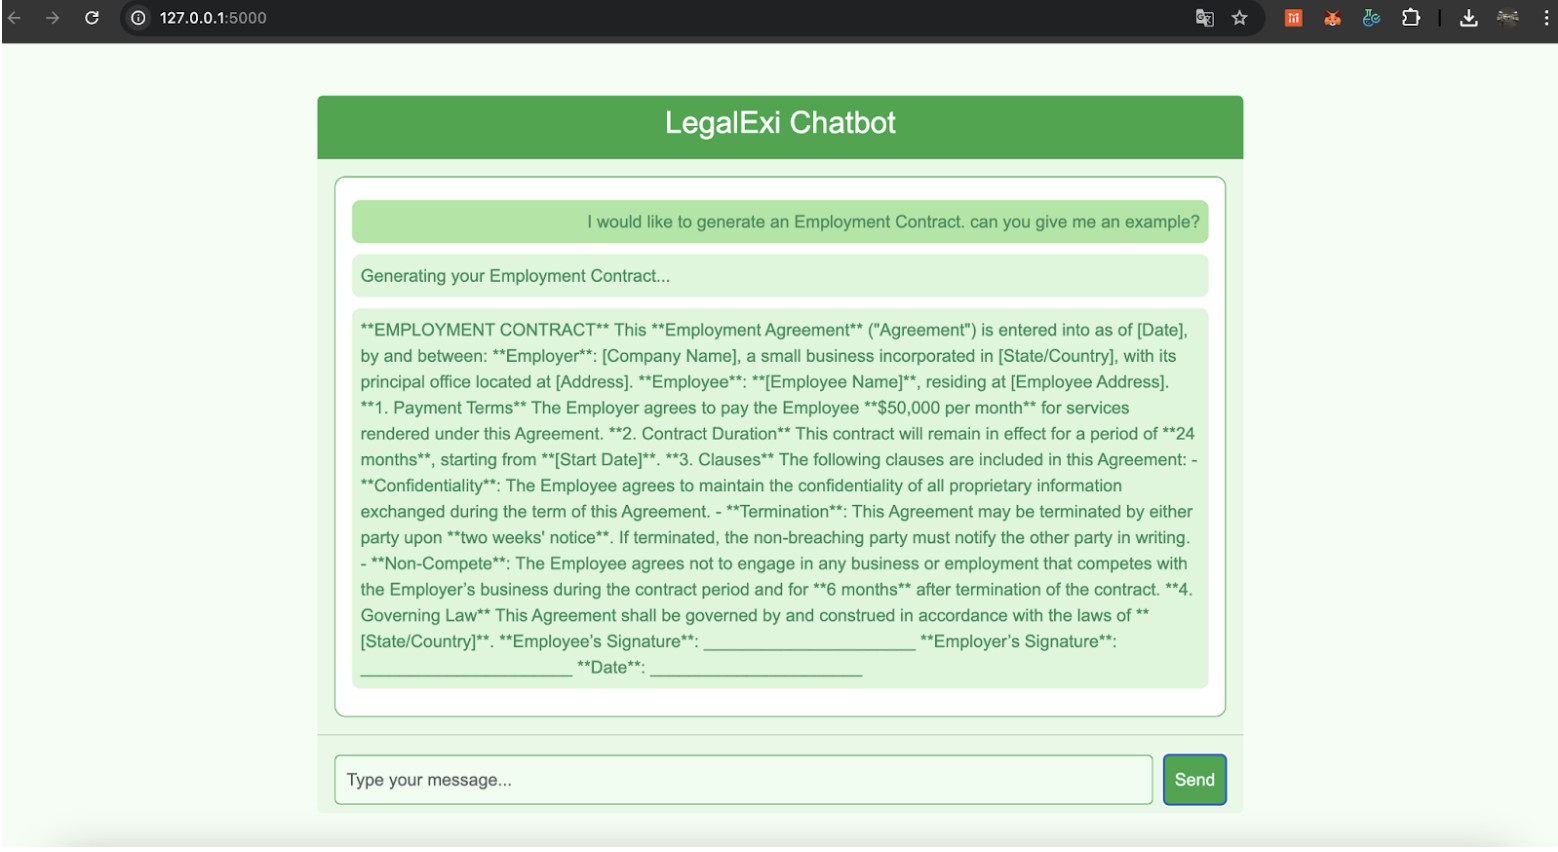 127.0.0.1:5000
LegalExi Chatbot
I would like to generate an Employment Contract. can you give me an example?
Generating your Employment Contract...
**EMPLOYMENT CONTRACT** This **Employment Agreement** ("Agreement") is entered into as of [Date],
by and between: **Employer**: [Company Name], a small business incorporated in [State/Country], with its
principal office located at [Address]. **Employee**: **[Employee Name]**, residing at [Employee Address].
**1. Payment Terms** The Employer agrees to pay the Employee **$50,000 per month** for services
rendered under this Agreement. **2. Contract Duration** This contract will remain in effect for a period of **24
months**, starting from **[Start Date]**. **3. Clauses** The following clauses are included in this Agreement: -
**Confidentiality**: The Employee agrees to maintain the confidentiality of all proprietary information
exchanged during the term of this Agreement. - **Termination**: This Agreement may be terminated by either
party upon **two weeks' notice**. If terminated, the non-breaching party must notify the other party in writing.
- **Non-Compete**: The Employee agrees not to engage in any business or employment that competes with
the Employer’s business during the contract period and for **6 months** after termination of the contract. **4.
Governing Law** This Agreement shall be governed by and construed in accordance with the laws of **
[State/Country]**. **Employee’s Signature**: ______________________ **Employer’s Signature**:
______________________ **Date**: ______________________
Type your message...
Send